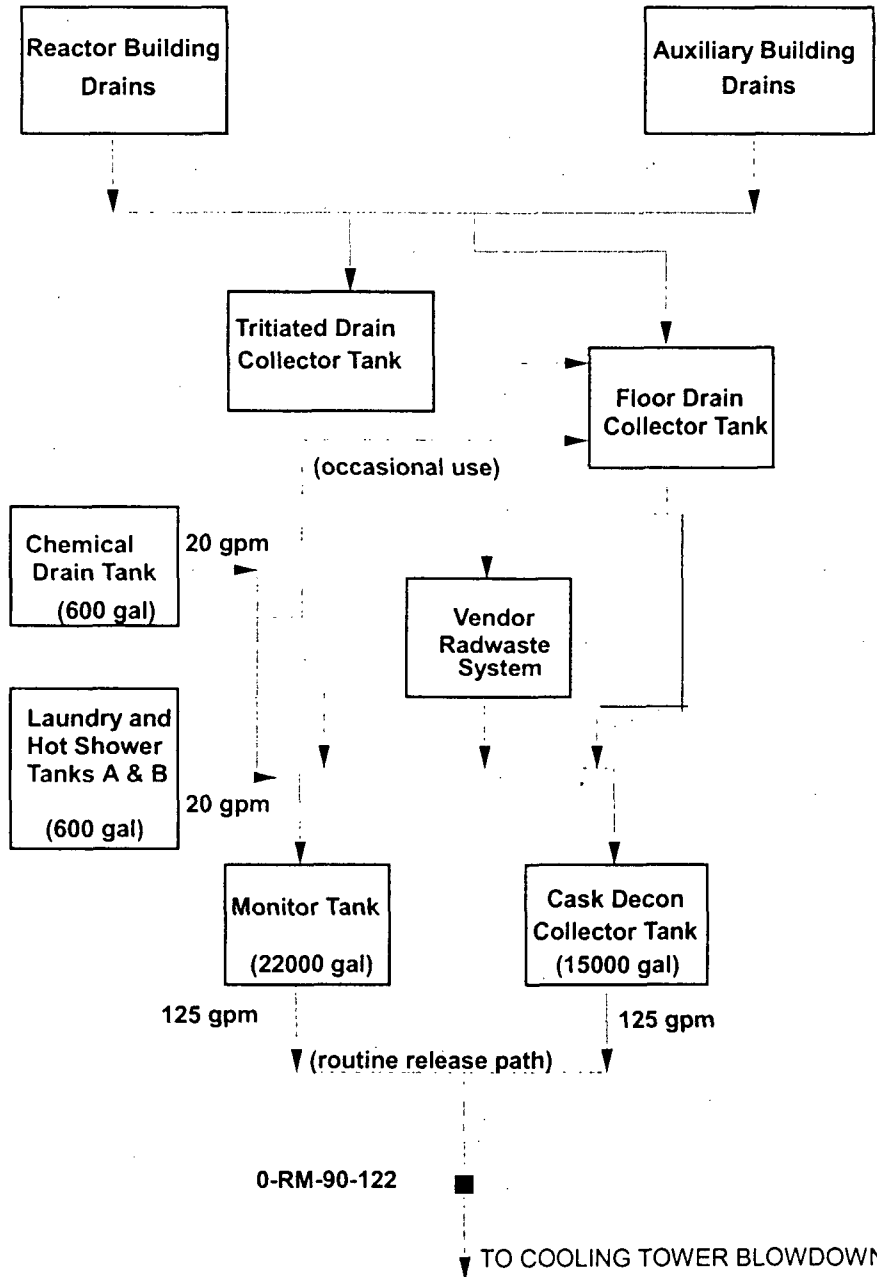 Reactor Building
Drains
Auxiliary Building
Drains
Tritiated Drain
Collector Tank
Floor Drain
Collector Tank
(occasional use)
Chemical
Drain Tank
(600 gal)
20 gpm
Vendor
Radwaste
System
Laundry and
Hot Shower
Tanks A & B
(600 gal)
20 gpm
Monitor Tank
(22000 gal)
Cask Decon
Collector Tank
(15000 gal)
125 gpm
125 gpm
(routine release path)
0-RM-90-122
TO COOLING TOWER BLOWDOWN